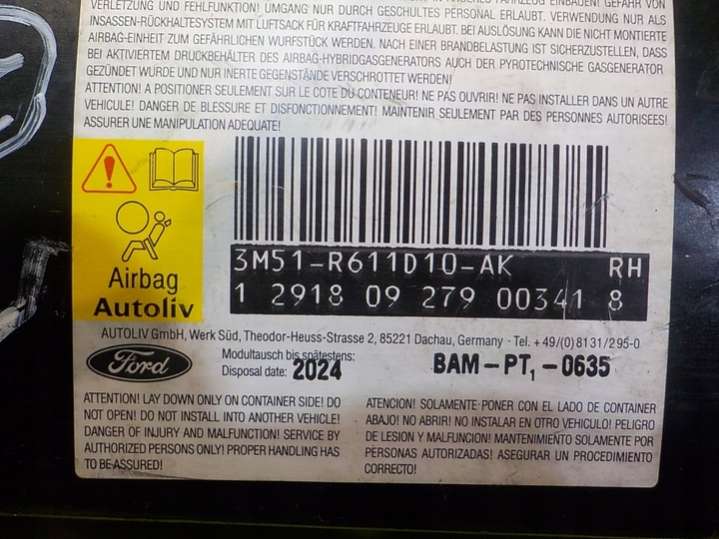 VERLETZUNG UND FEHLFUNKTION! UMGANG NUR DURCH GESCHULTES PERSONAL ERLAUBT. VERWENDUNG NUR ALS
INSASSEN-RÜCKHALTESYSTEM MIT LUFTSACK FÜR KRAFTFAHRZEUGE ERLAUBT. BEI AUSLÖSUNG KANN DIE NICHT MONTIERTE
AIRBAG-EINHEIT ZUM GEFÄHRLICHEN WURFSTÜCK WERDEN. NACH EINER BRANDBELASTUNG IST SICHERZUSTELLEN, DASS
BEI AKTIVIERTEM DRUCKBEHÄLTER DES AIRBAG-HYBRIDGASGENERATORS AUCH DER PYROTECHNISCHE GASGENERATOR
GEZÜNDET WURDE UND NUR INERTE GEGENSTÄNDE VERSCHROTTET WERDEN!
ATTENTION! A POSITIONER SEULEMENT SUR LE COTE DU CONTENEUR! NE PAS OUVRIR! NE PAS INSTALLER DANS UN AUTRE
VEHICULE! DANGER DE BLESSURE ET DISFONCTIONNEMENT! MAINTENIR SEULEMENT PAR DES PERSONNES AUTORISEES!
ASSURER UNE MANIPULATION ADEQUATE!
Airbag
Autoliv
3M51-R611D10-AK RH
1 2918 09 279 00341 8
AUTOLIV GmbH, Werk Süd, Theodor-Heuss-Strasse 2, 85221 Dachau, Germany · Tel. +49/(0) 8131/295-0
Ford
Modultausch bis spätestens:
Disposal date: 2024
BAM-PT₁-0635
ATTENTION! LAY DOWN ONLY ON CONTAINER SIDE! DO
NOT OPEN! DO NOT INSTALL INTO ANOTHER VEHICLE!
DANGER OF INJURY AND MALFUNCTION! SERVICE BY
AUTHORIZED PERSONS ONLY! PROPER HANDLING HAS
TO BE ASSURED!
ATENCION! SOLAMENTE PONER CON EL LADO DE CONTAINER
ABAJO! NO ABRIR! NO INSTALAR EN OTRO VEHICULO! PELIGRO
DE LESION Y MALFUNCION! MANTENIMIENTO SOLAMENTE POR
PERSONAS AUTORIZADAS! ASEGURAR UN PROCEDIMIENTO
CORRECTO!